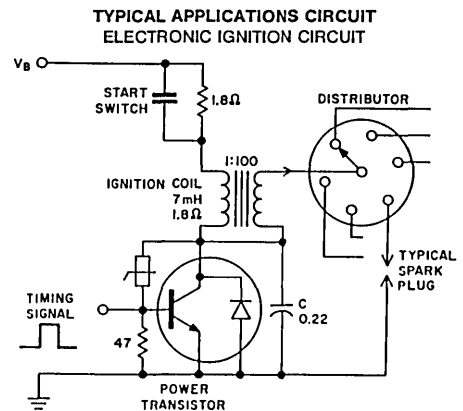 TYPICAL APPLICATIONS CIRCUIT
ELECTRONIC IGNITION CIRCUIT
VB
START
SWITCH
1.8Ω
DISTRIBUTOR
1:100
IGNITION COIL
7mH
1.8Ω
TYPICAL
SPARK
PLUG
TIMING
SIGNAL
C
0.22
47
POWER
TRANSISTOR